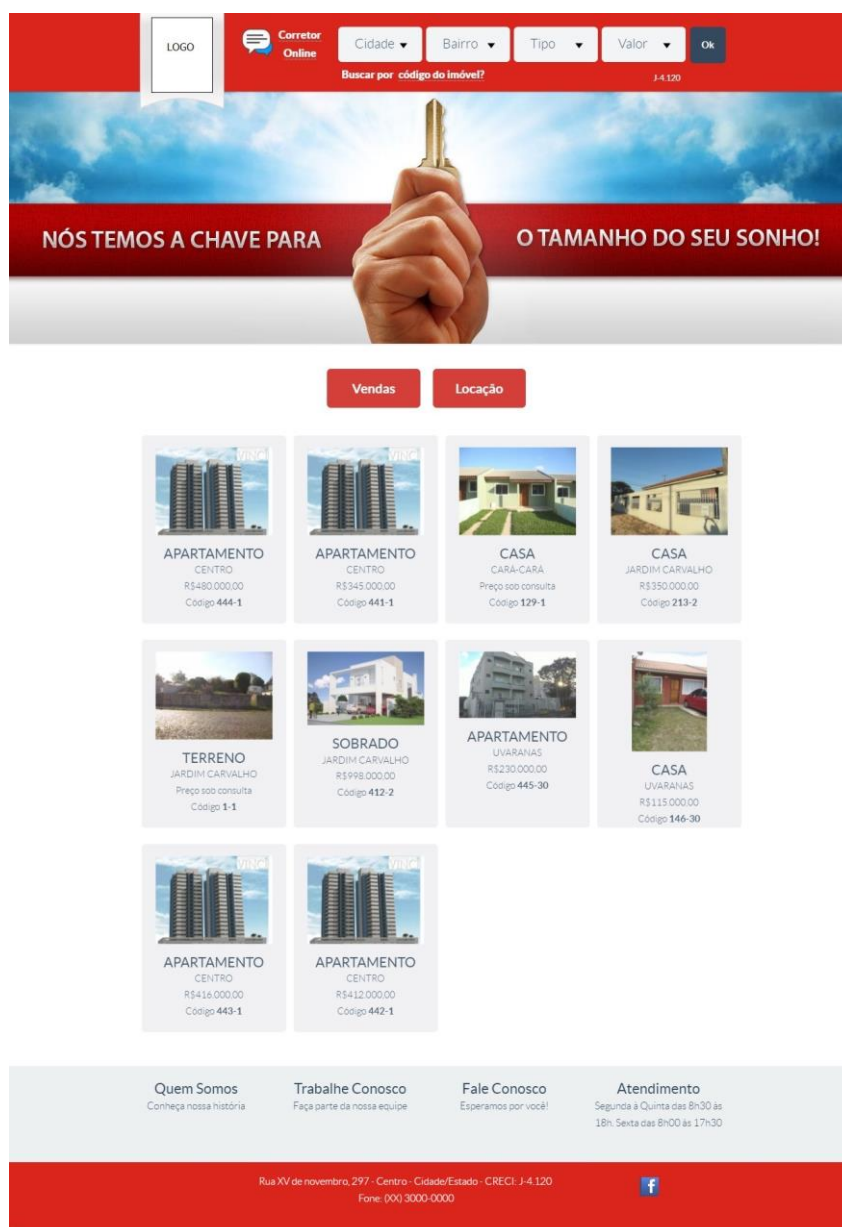 LOGO
Corretor
Online
Cidade
Bairro
Tipo
Valor
Ok
Buscar por código do imóvel?
J-4.120
NÓS TEMOS A CHAVE PARA
O TAMANHO DO SEU SONHO!
Vendas
Locação
VINCI
APARTAMENTO
CENTRO
R$480.000,00
Código 444-1
VINCI
APARTAMENTO
CENTRO
R$345.000,00
Código 441-1
CASA
CARÁ-CARÁ
Preço sob consulta
Código 129-1
CASA
JARDIM CARVALHO
R$350.000,00
Código 213-2
TERRENO
JARDIM CARVALHO
Preço sob consulta
Código 1-1
SOBRADO
JARDIM CARVALHO
R$998.000,00
Código 412-2
APARTAMENTO
UVARANAS
R$230.000,00
Código 445-30
CASA
UVARANAS
R$115.000,00
Código 146-30
VINCI
APARTAMENTO
CENTRO
R$416.000,00
Código 443-1
VINCI
APARTAMENTO
CENTRO
R$412.000,00
Código 442-1
Quem Somos
Conheça nossa história
Trabalhe Conosco
Faça parte da nossa equipe
Fale Conosco
Esperamos por você!
Atendimento
Segunda à Quinta das 8h30 às
18h. Sexta das 8h00 às 17h30
Rua XV de novembro, 297 - Centro - Cidade/Estado - CRECI: J-4.120
Fone: (XX) 3000-0000
f